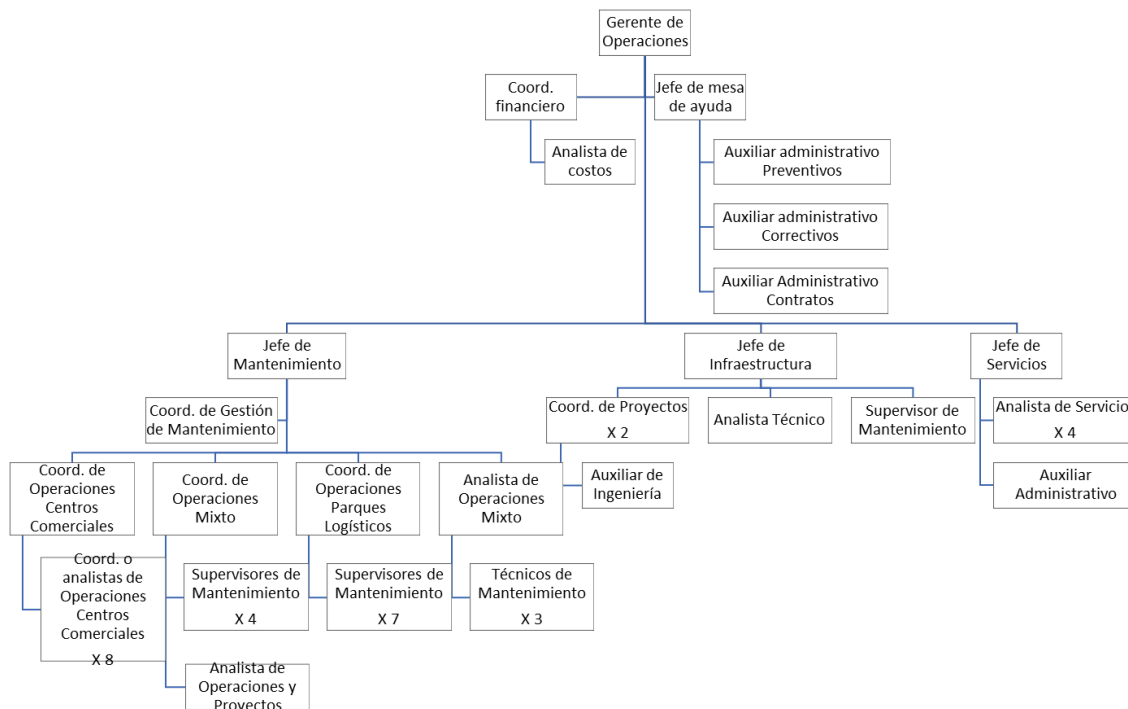 Gerente de
Operaciones
Coord.
financiero
Jefe de mesa
de ayuda
Analista de
costos
Auxiliar administrativo
Preventivos
Auxiliar administrativo
Correctivos
Auxiliar Administrativo
Contratos
Jefe de
Mantenimiento
Jefe de
Infraestructura
Jefe de
Servicios
Coord. de Gestión
de Mantenimiento
Coord. de Proyectos
X 2
Analista Técnico
Supervisor de
Mantenimiento
Analista de Servicio
X 4
Auxiliar de
Ingeniería
Auxiliar
Administrativo
Coord. de
Operaciones
Centros
Comerciales
Coord. de
Operaciones
Mixto
Coord. de
Operaciones
Parques
Logísticos
Analista de
Operaciones
Mixto
Coord. o
analistas de
Operaciones
Centros
Comerciales
X 8
Supervisores de
Mantenimiento
X 4
Supervisores de
Mantenimiento
X 7
Técnicos de
Mantenimiento
X 3
Analista de
Operaciones y
Proyectos